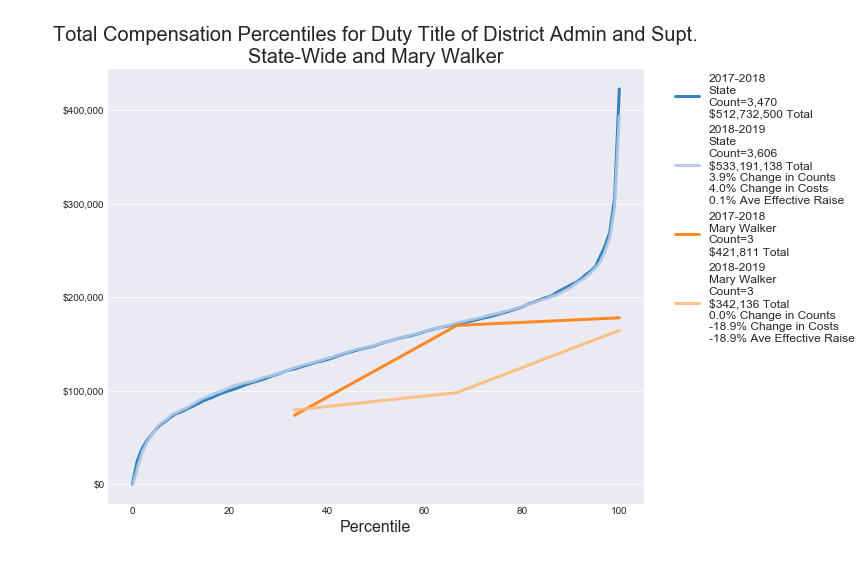 Total Compensation Percentiles for Duty Title of District Admin and Supt.
State-Wide and Mary Walker
$400,000
$300,000
$200,000
$100,000
$0
0 20 40 60 80 100
Percentile
2017-2018
State
Count=3,470
$512,732,500 Total
2018-2019
State
Count=3,606
$533,191,138 Total
3.9% Change in Counts
4.0% Change in Costs
0.1% Ave Effective Raise
2017-2018
Mary Walker
Count=3
$421,811 Total
2018-2019
Mary Walker
Count=3
$342,136 Total
0.0% Change in Counts
-18.9% Change in Costs
-18.9% Ave Effective Raise